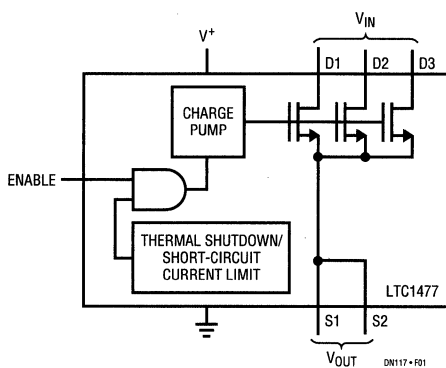 VIN
V+
D1 D2 D3
CHARGE
PUMP
ENABLE
THERMAL SHUTDOWN/
SHORT-CIRCUIT
CURRENT LIMIT
LTC1477
S1 S2
VOUT
DN117 • F01